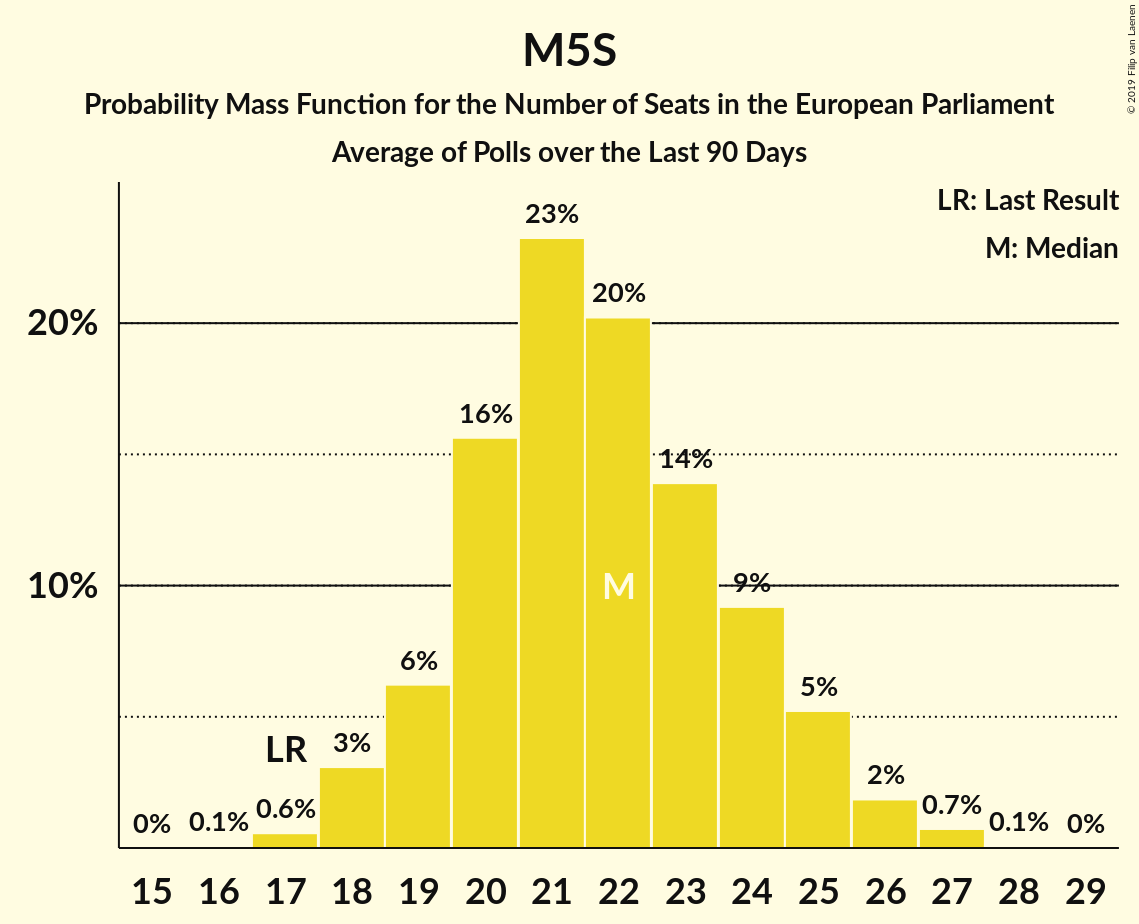 M5S
Probability Mass Function for the Number of Seats in the European Parliament
Average of Polls over the Last 90 Days
© 2019 Filip van Laenen
LR: Last Result
M: Median
23%
20%
20%
16%
14%
10%
9%
M
6%
5%
LR
3%
2%
0% 0.1% 0.6% 0.7% 0.1% 0%
15 16 17 18 19 20 21 22 23 24 25 26 27 28 29